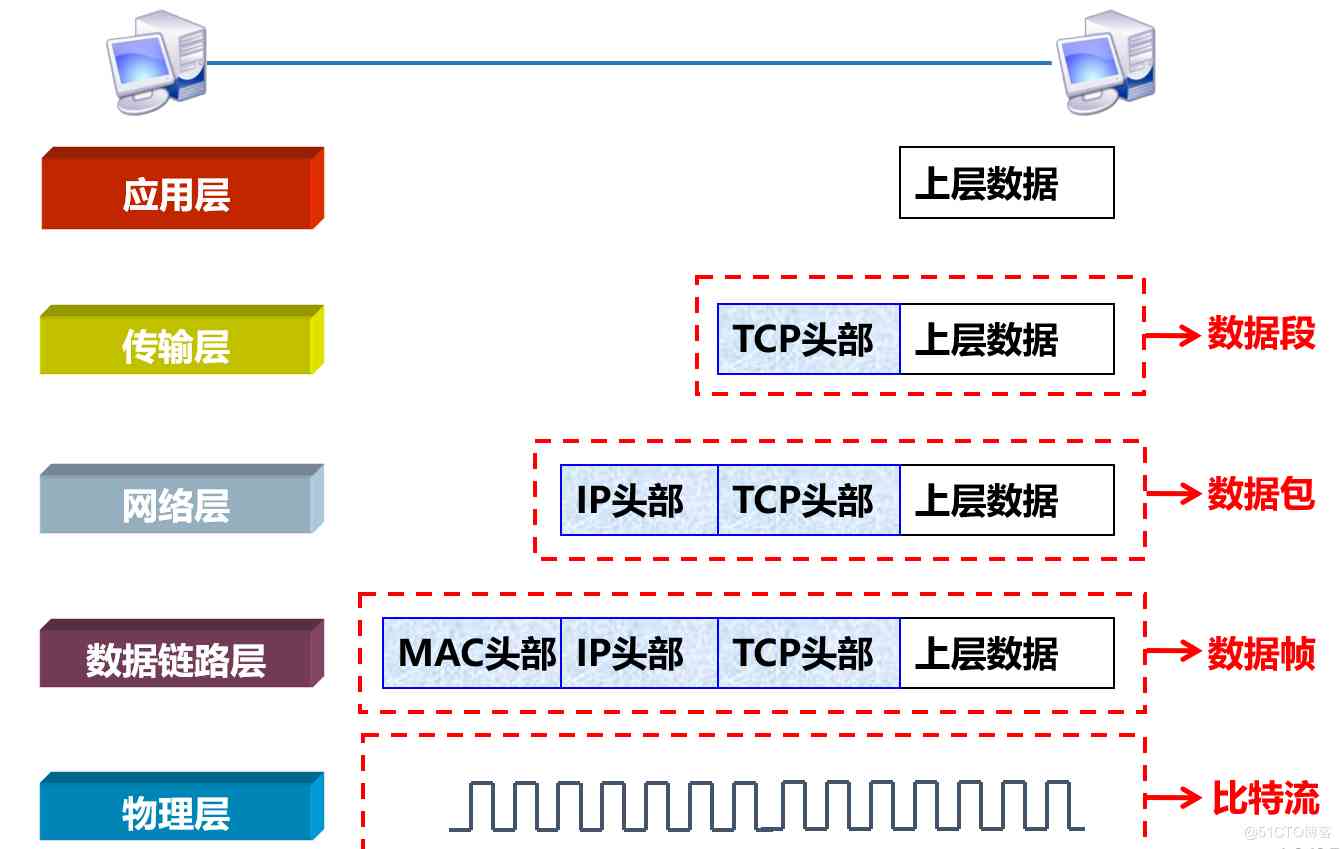 应用层
上层数据
传输层
TCP头部 上层数据
数据段
网络层
IP头部 TCP头部 上层数据
数据包
数据链路层
MAC头部 IP头部 TCP头部 上层数据
数据帧
物理层
比特流
@51CTO博客